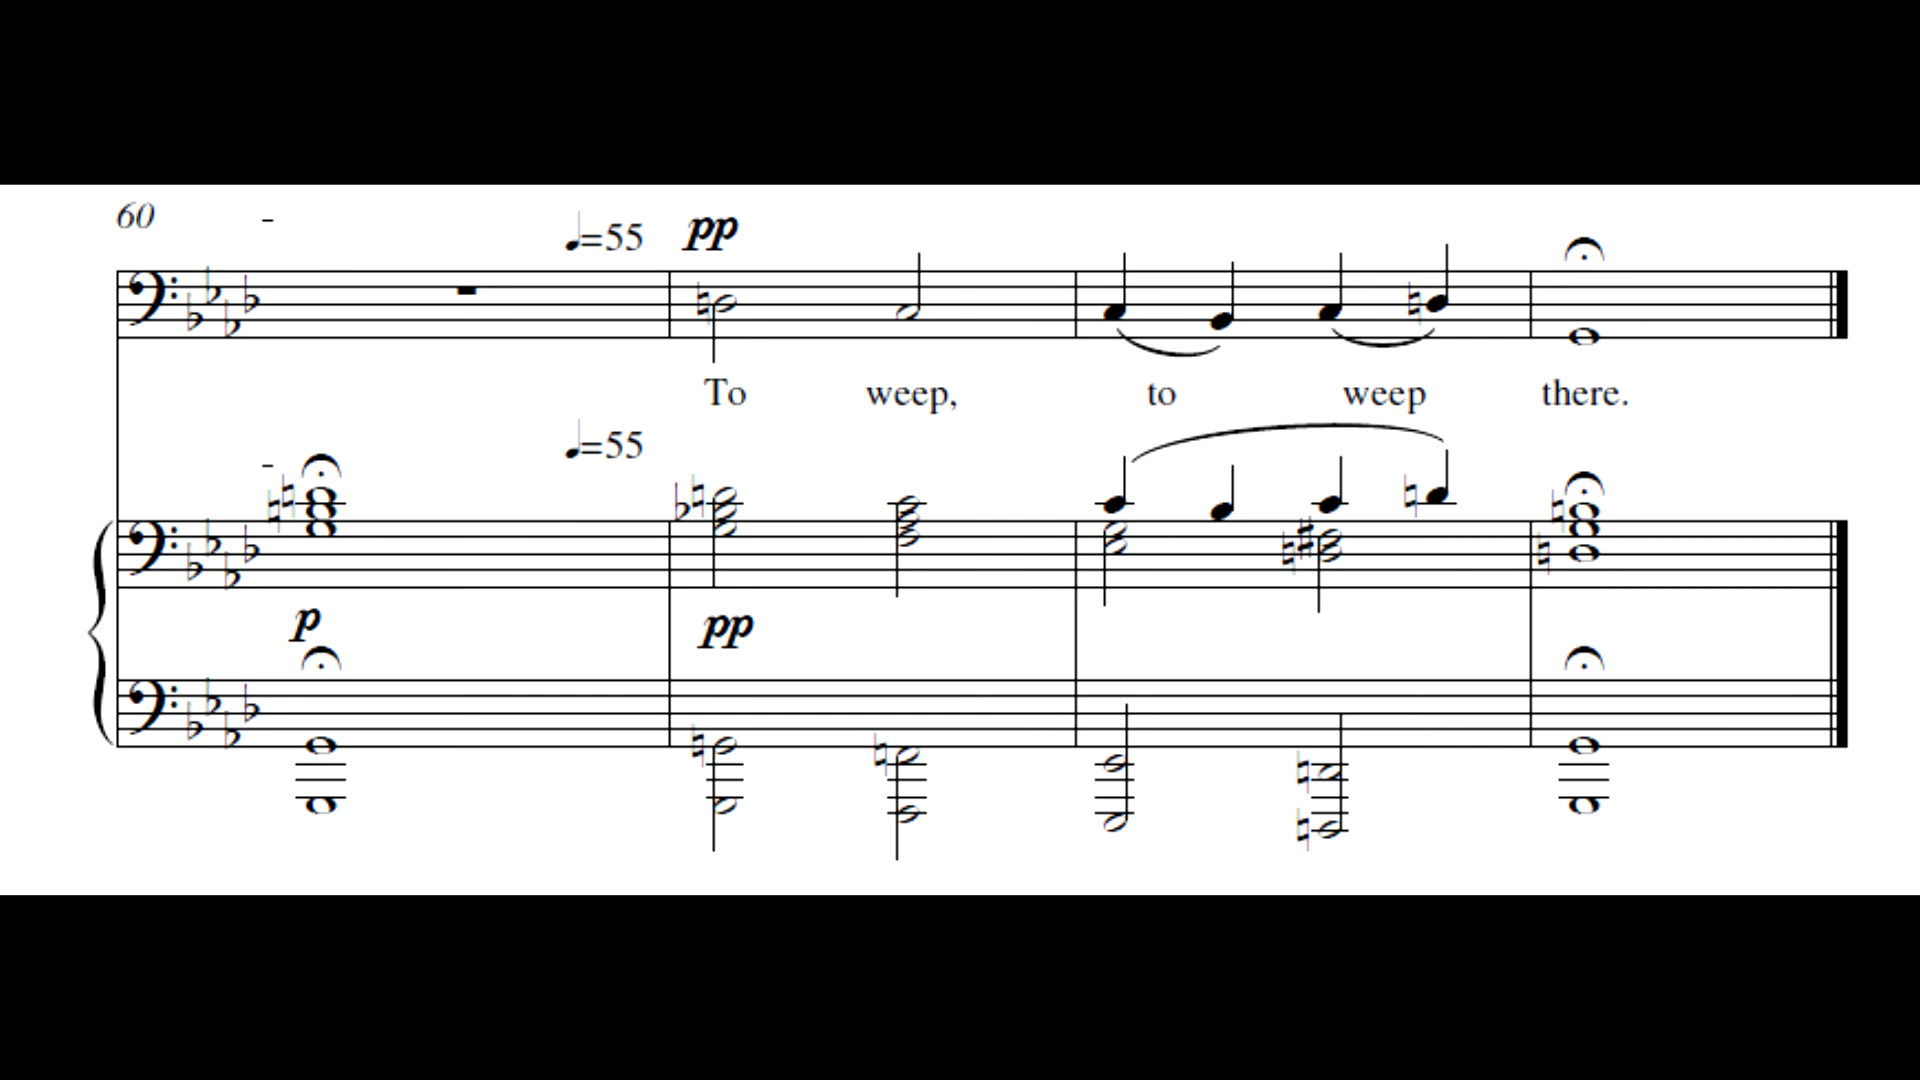 60
♩=55
pp
To weep, to weep there.
♩=55
p
pp